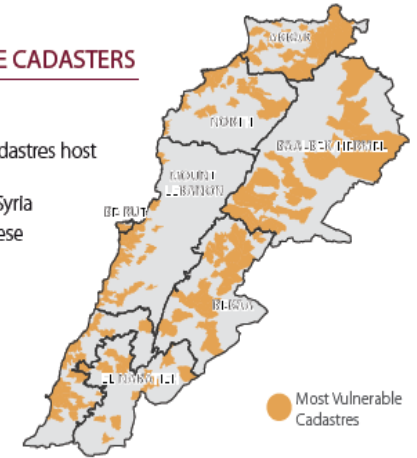 E CADASTERS
dastres host
Syria
ese
AKKAR
NORTH
BAALBEK HERMEL
MOUNT
LEBANON
BEIRUT
BEKAA
EL NABATIEH
Most Vulnerable
Cadastres